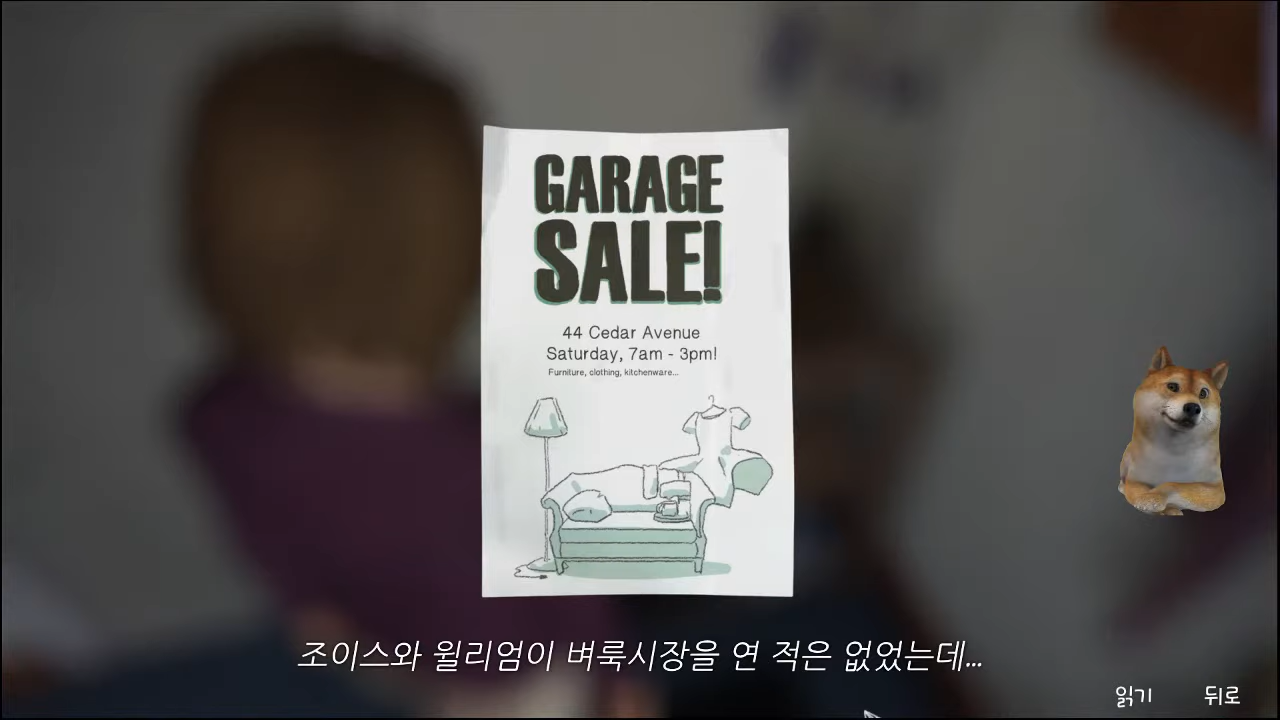 GARAGE
SALE!
44 Cedar Avenue
Saturday, 7am - 3pm!
Furniture, clothing, kitchenware...
조이스와 윌리엄이 벼룩시장을 연 적은 없었는데...
읽기 뒤로